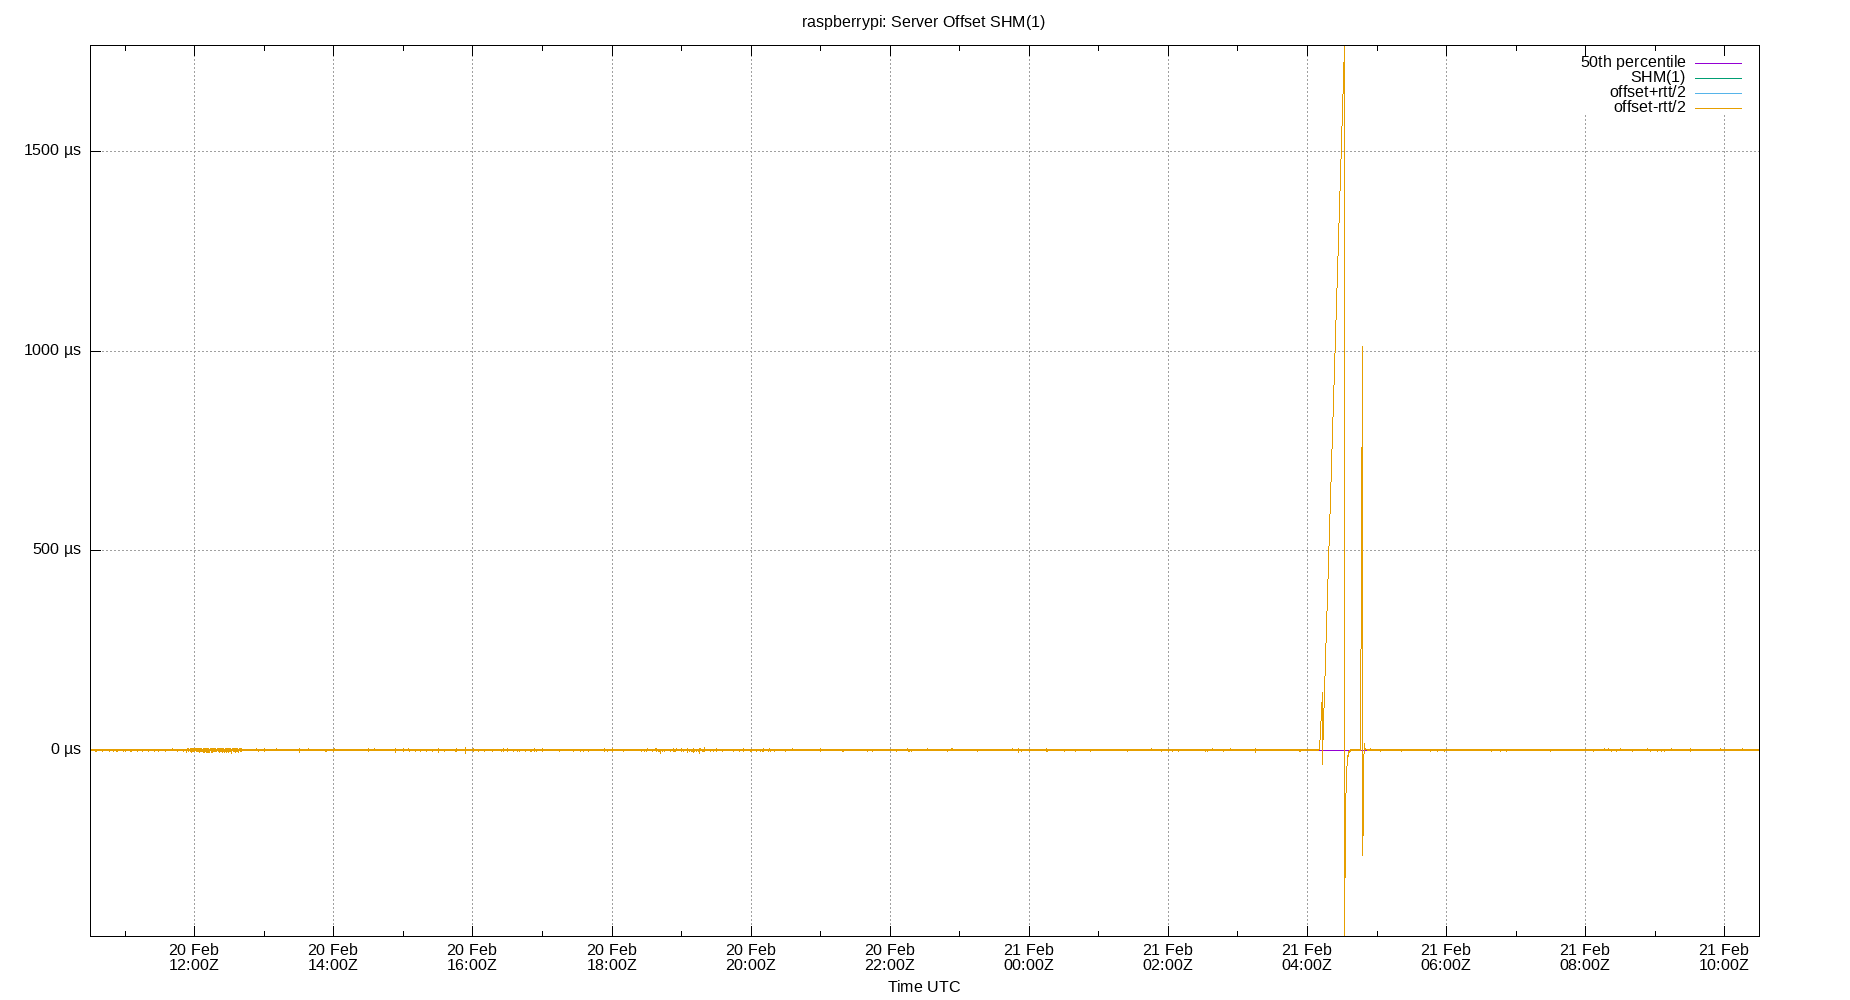 raspberrypi: Server Offset SHM(1)
50th percentile
SHM(1)
offset+rtt/2
offset-rtt/2
1500 µs
1000 µs
500 µs
0 µs
20 Feb 20 Feb 20 Feb 20 Feb 20 Feb 20 Feb 21 Feb 21 Feb 21 Feb 21 Feb 21 Feb 21 Feb
12:00Z 14:00Z 16:00Z 18:00Z 20:00Z 22:00Z 00:00Z 02:00Z 04:00Z 06:00Z 08:00Z 10:00Z
Time UTC